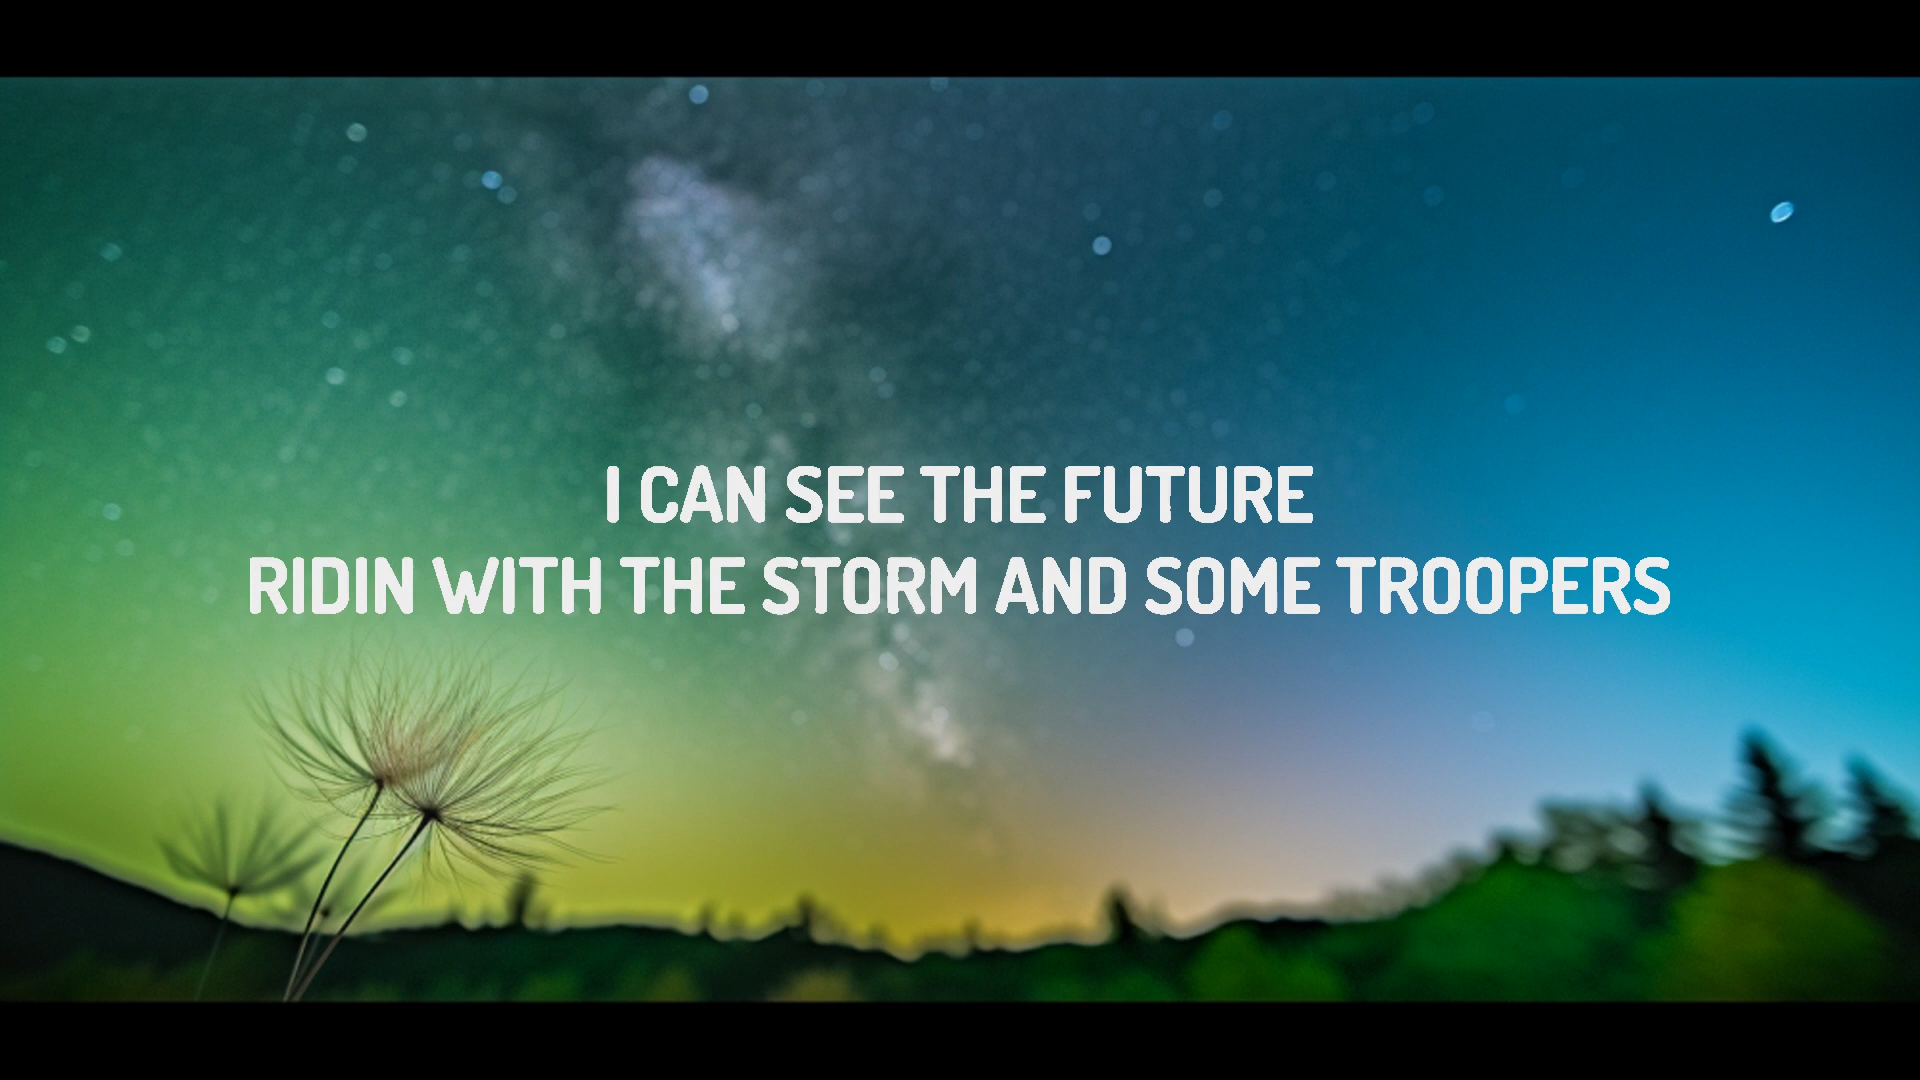 I CAN SEE THE FUTURE
RIDIN WITH THE STORM AND SOME TROOPERS